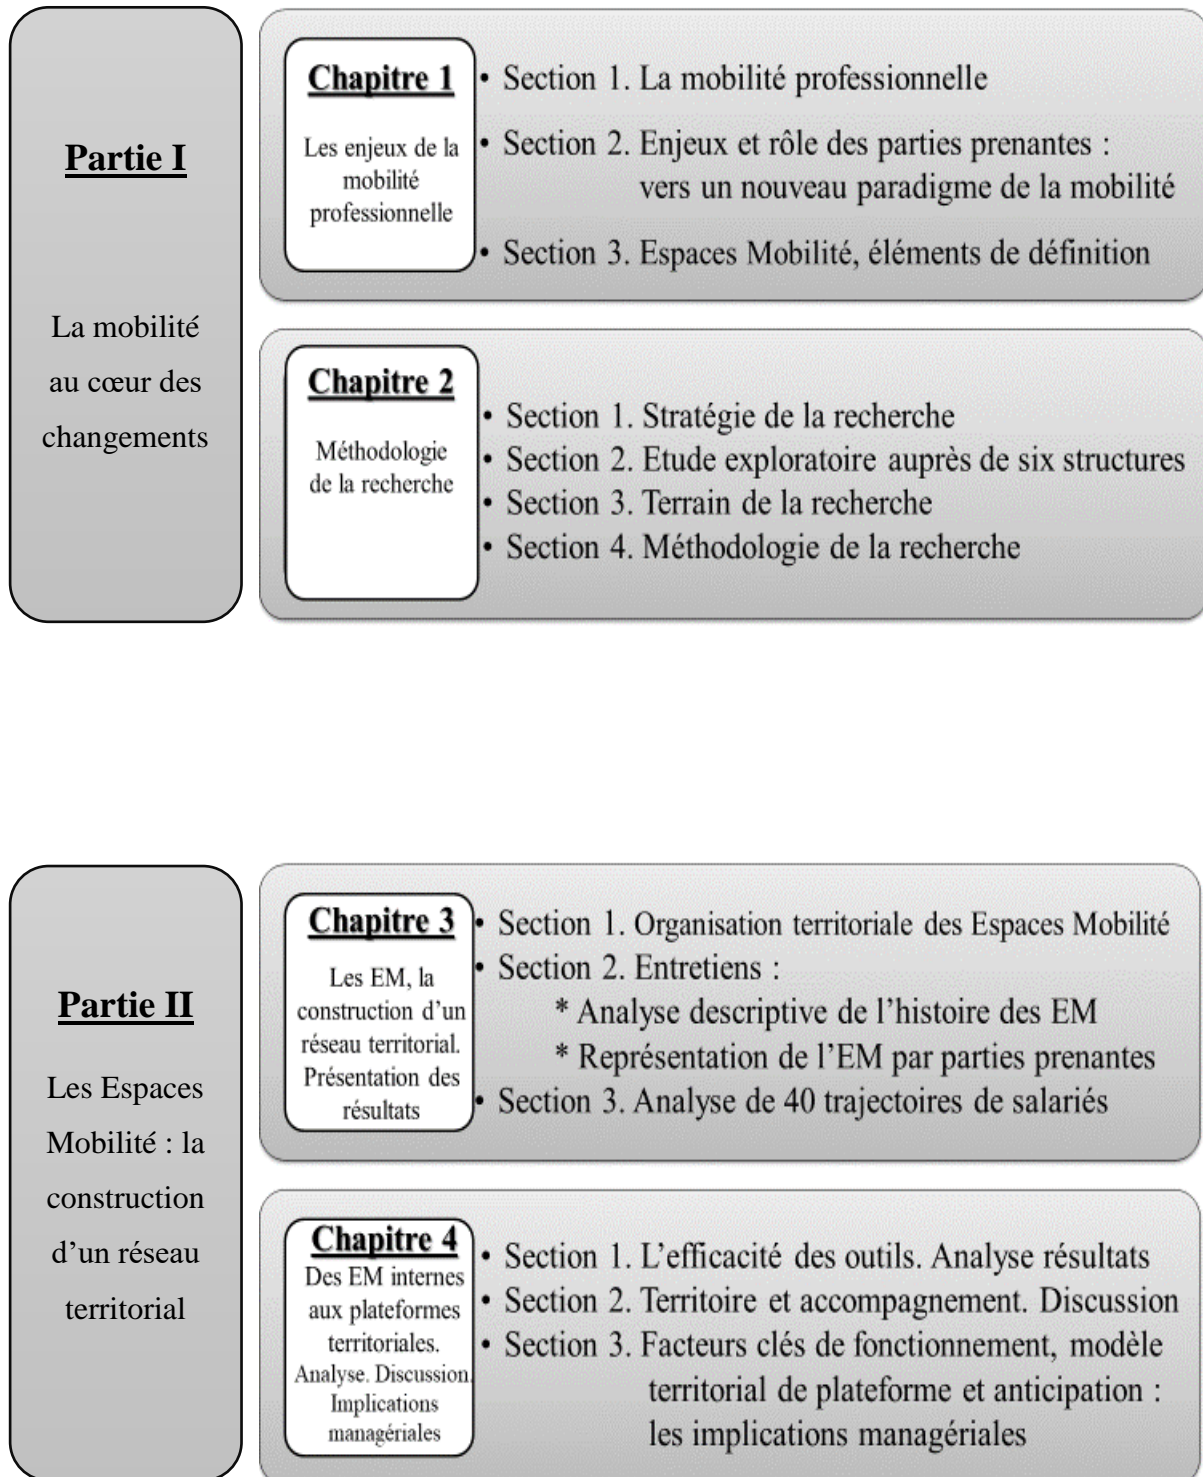 Partie I
La mobilité
au cœur des
changements
Chapitre 1
Les enjeux de la
mobilité
professionnelle
• Section 1. La mobilité professionnelle
• Section 2. Enjeux et rôle des parties prenantes :
vers un nouveau paradigme de la mobilité
• Section 3. Espaces Mobilité, éléments de définition
Chapitre 2
Méthodologie
de la recherche
• Section 1. Stratégie de la recherche
• Section 2. Etude exploratoire auprès de six structures
• Section 3. Terrain de la recherche
• Section 4. Méthodologie de la recherche
Partie II
Les Espaces
Mobilité : la
construction
d’un réseau
territorial
Chapitre 3
Les EM, la
construction d’un
réseau territorial.
Présentation des
résultats
• Section 1. Organisation territoriale des Espaces Mobilité
• Section 2. Entretiens :
* Analyse descriptive de l’histoire des EM
* Représentation de l’EM par parties prenantes
• Section 3. Analyse de 40 trajectoires de salariés
Chapitre 4
Des EM internes
aux plateformes
territoriales.
Analyse. Discussion.
Implications
managériales
• Section 1. L’efficacité des outils. Analyse résultats
• Section 2. Territoire et accompagnement. Discussion
• Section 3. Facteurs clés de fonctionnement, modèle
territorial de plateforme et anticipation :
les implications managériales